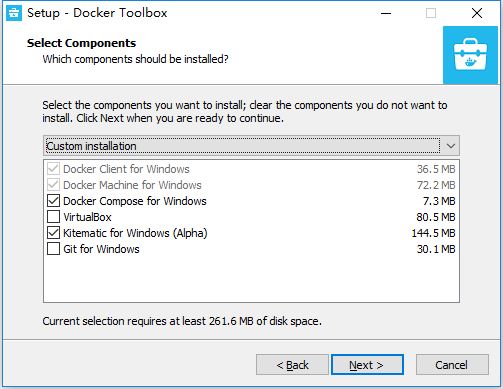 Setup - Docker Toolbox
Select Components
Which components should be installed?
Select the components you want to install; clear the components you do not want to
install. Click Next when you are ready to continue.
Custom installation
Docker Client for Windows 36.5 MB
Docker Machine for Windows 72.2 MB
Docker Compose for Windows 7.3 MB
VirtualBox 80.5 MB
Kitematic for Windows (Alpha) 144.5 MB
Git for Windows 30.1 MB
Current selection requires at least 261.6 MB of disk space.
< Back Next > Cancel